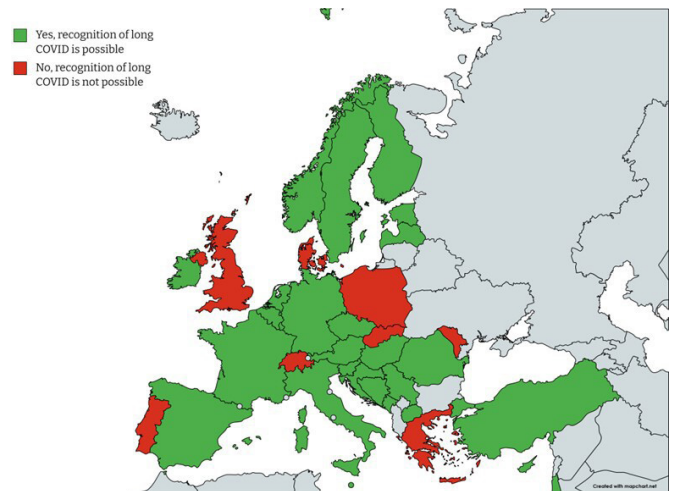 Yes, recognition of long
COVID is possible
No, recognition of long
COVID is not possible
Created with mapchart.net